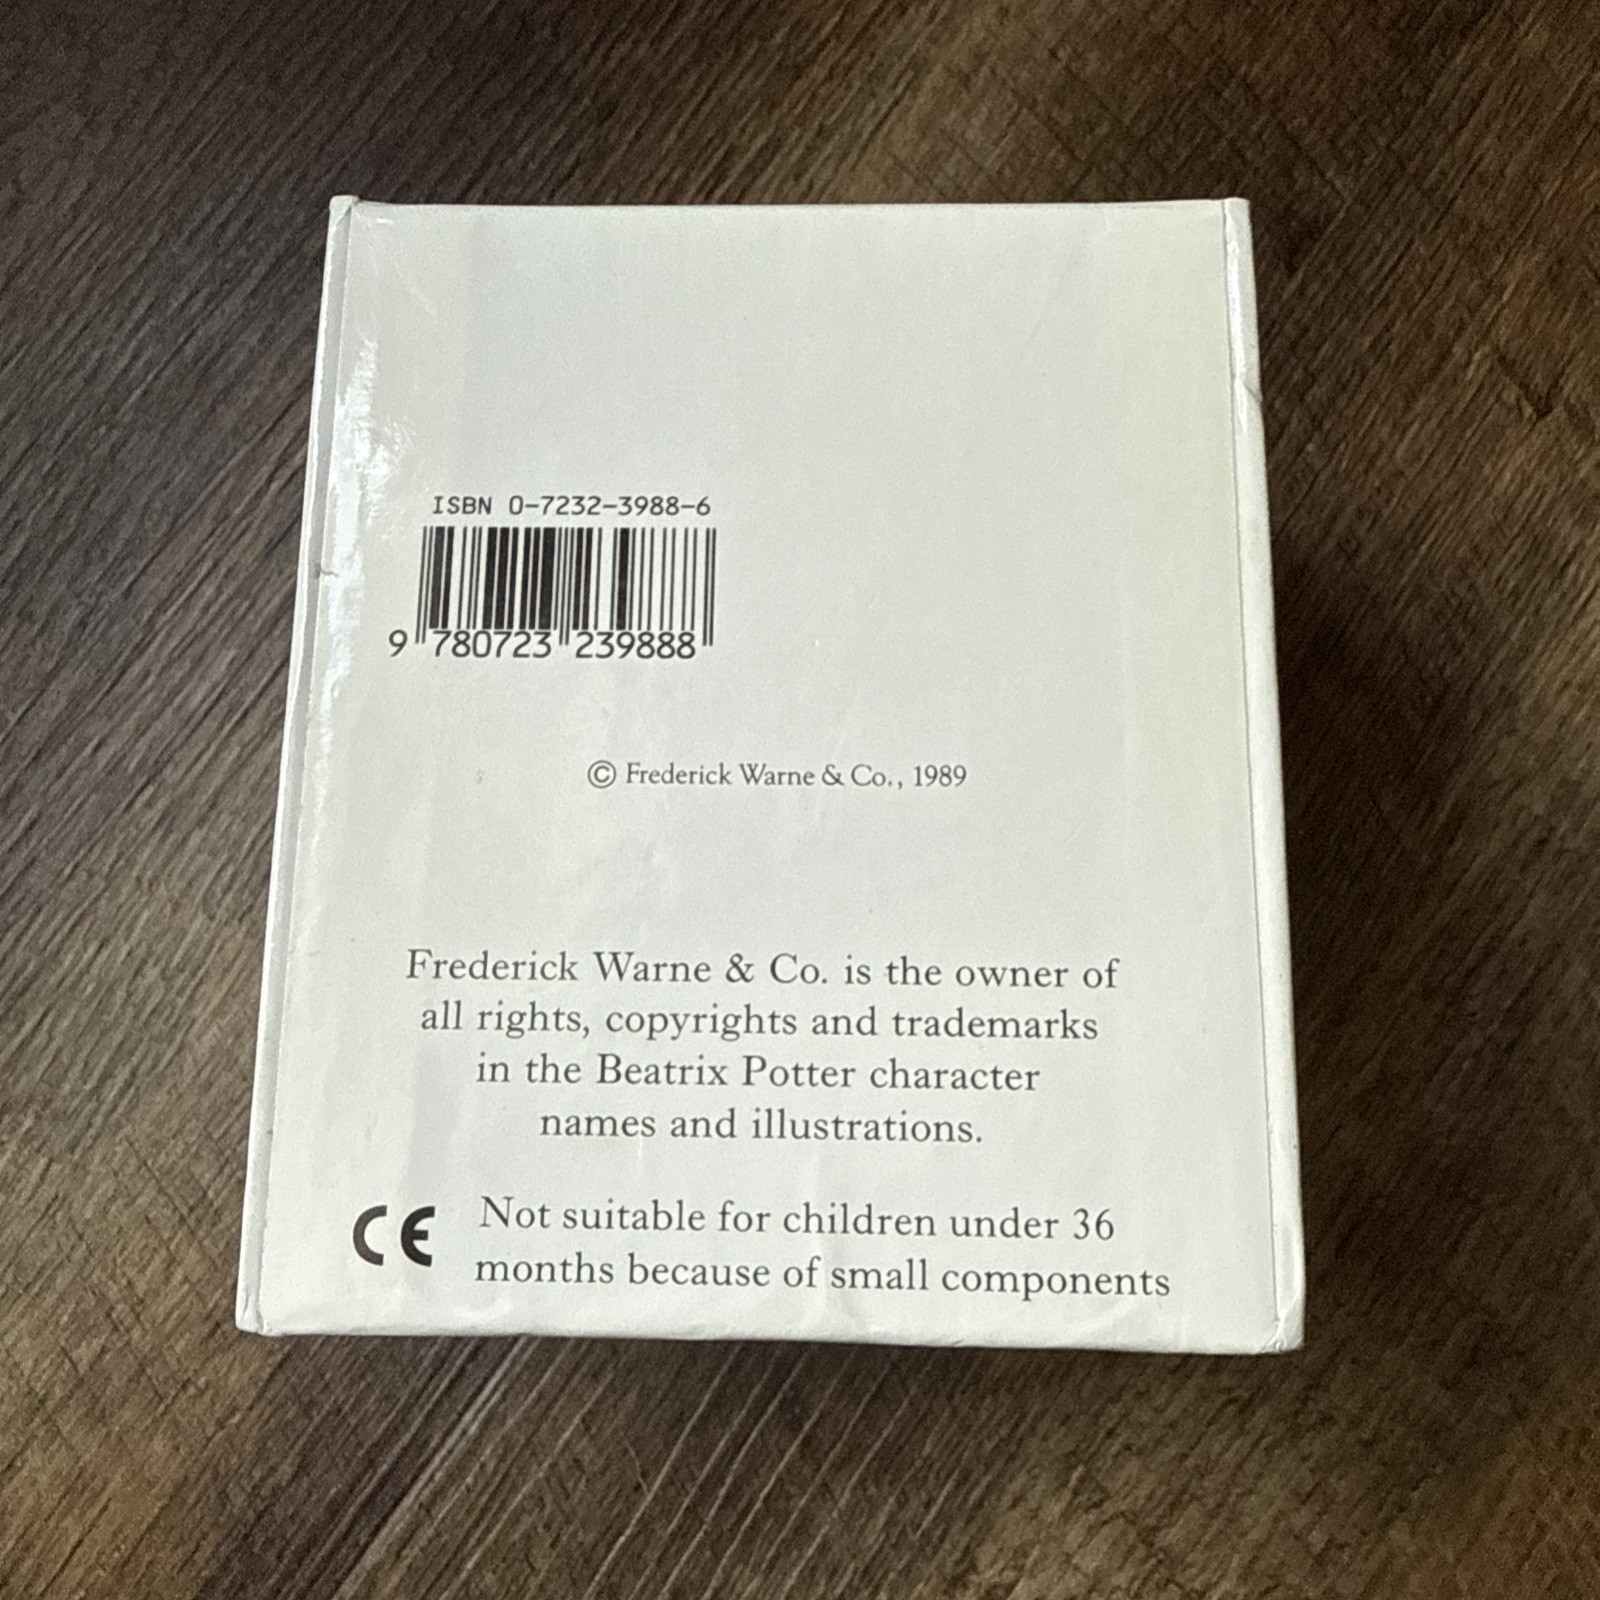 ISBN 0-7232-3988-6
9 780723 239888
© Frederick Warne & Co., 1989
Frederick Warne & Co. is the owner of
all rights, copyrights and trademarks
in the Beatrix Potter character
names and illustrations.
CE Not suitable for children under 36
months because of small components